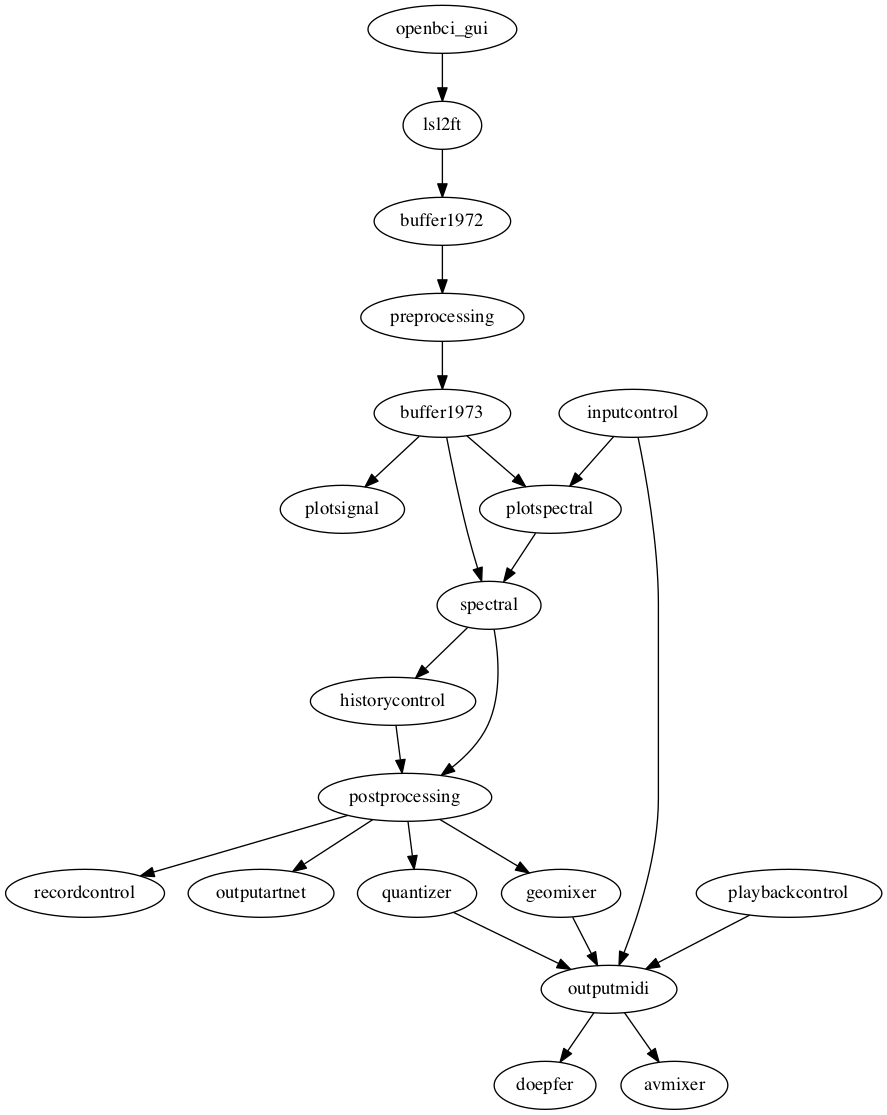 openbci_gui
lsl2ft
buffer1972
preprocessing
buffer1973
inputcontrol
plotsignal
plotspectral
spectral
historycontrol
postprocessing
recordcontrol
outputartnet
quantizer
geomixer
playbackcontrol
outputmidi
doepfer
avmixer